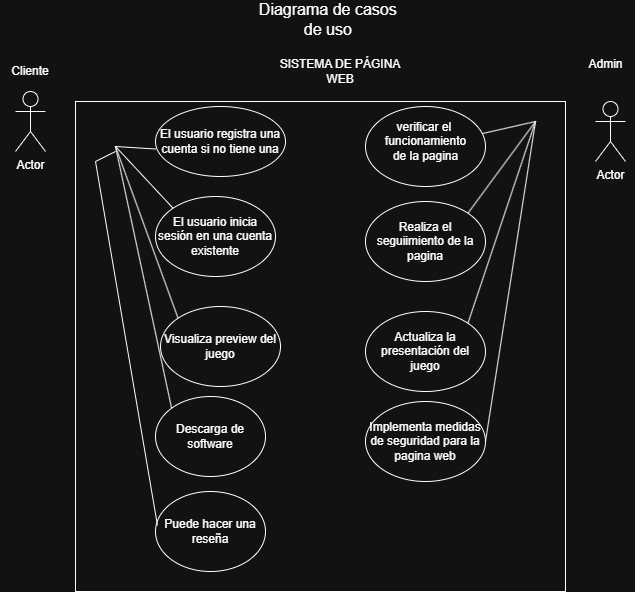 Diagrama de casos
de uso
SISTEMA DE PÁGINA
WEB
Cliente
Admin
Actor
Actor
El usuario registra una
cuenta si no tiene una
El usuario inicia
sesión en una cuenta
existente
Visualiza preview del
juego
Descarga de
software
Puede hacer una
reseña
verificar el
funcionamiento
de la pagina
Realiza el
seguiimiento de la
pagina
Actualiza la
presentación del
juego
Implementa medidas
de seguridad para la
pagina web